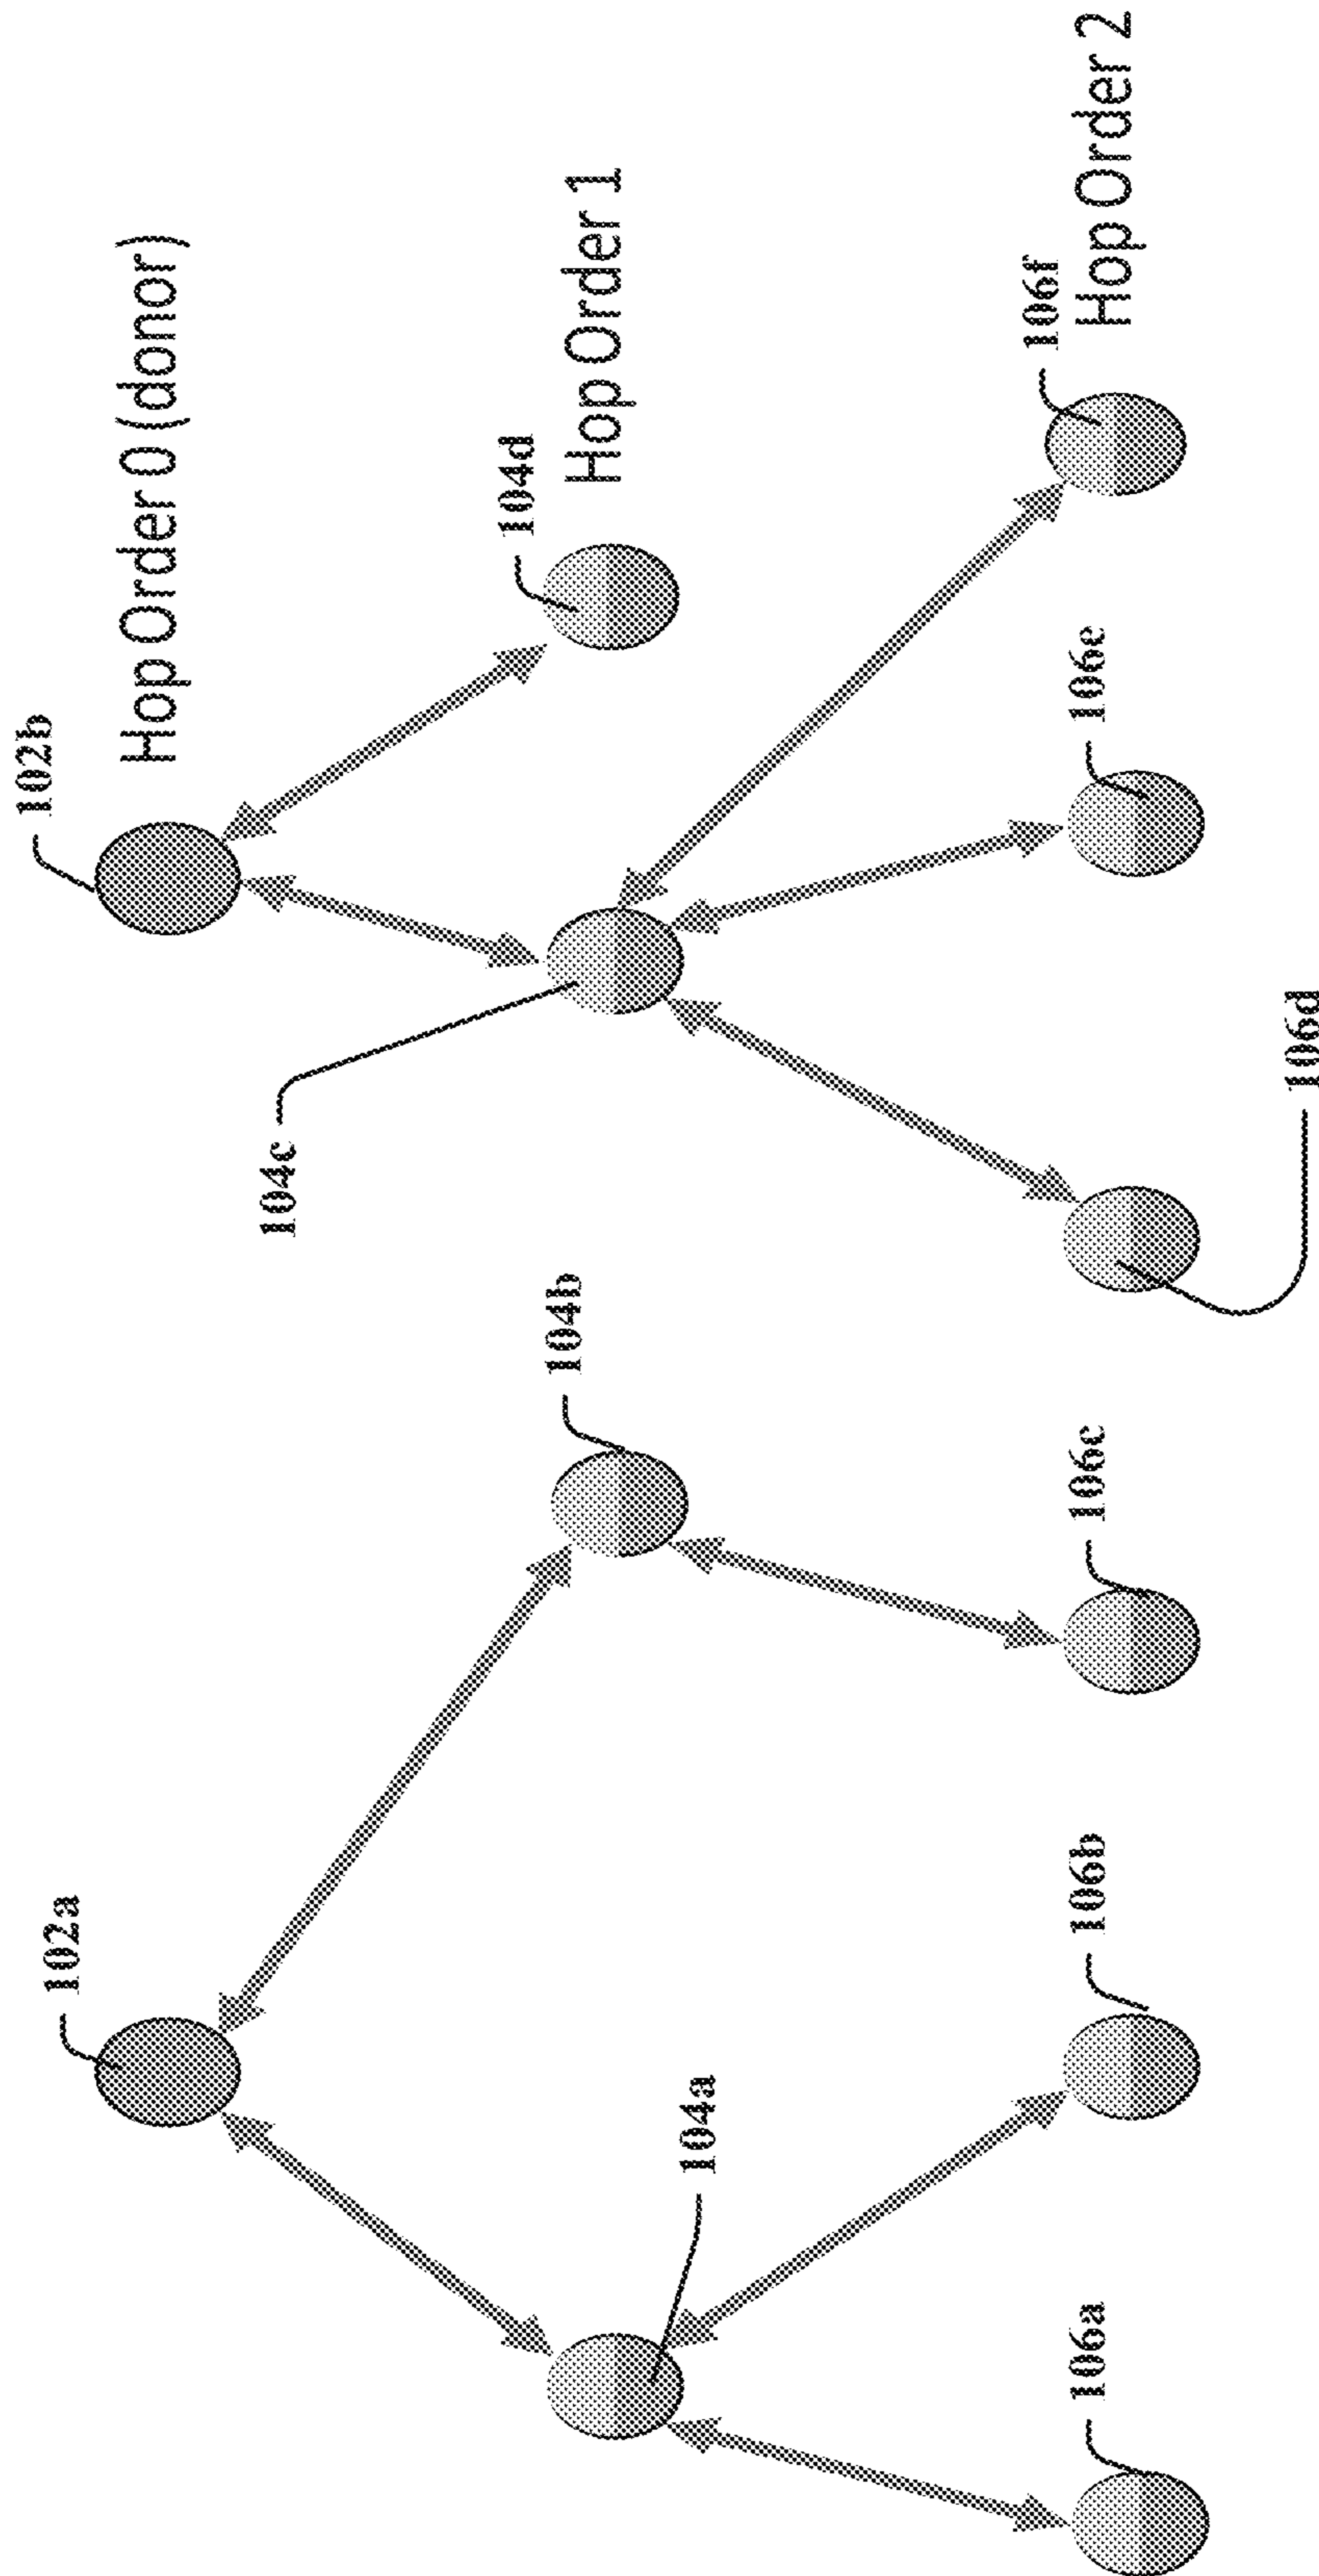 102a
102b
Hop Order 0 (donor)
104a
104b
104c
104d
Hop Order 1
106a
106b
106c
106d
106e
106f
Hop Order 2